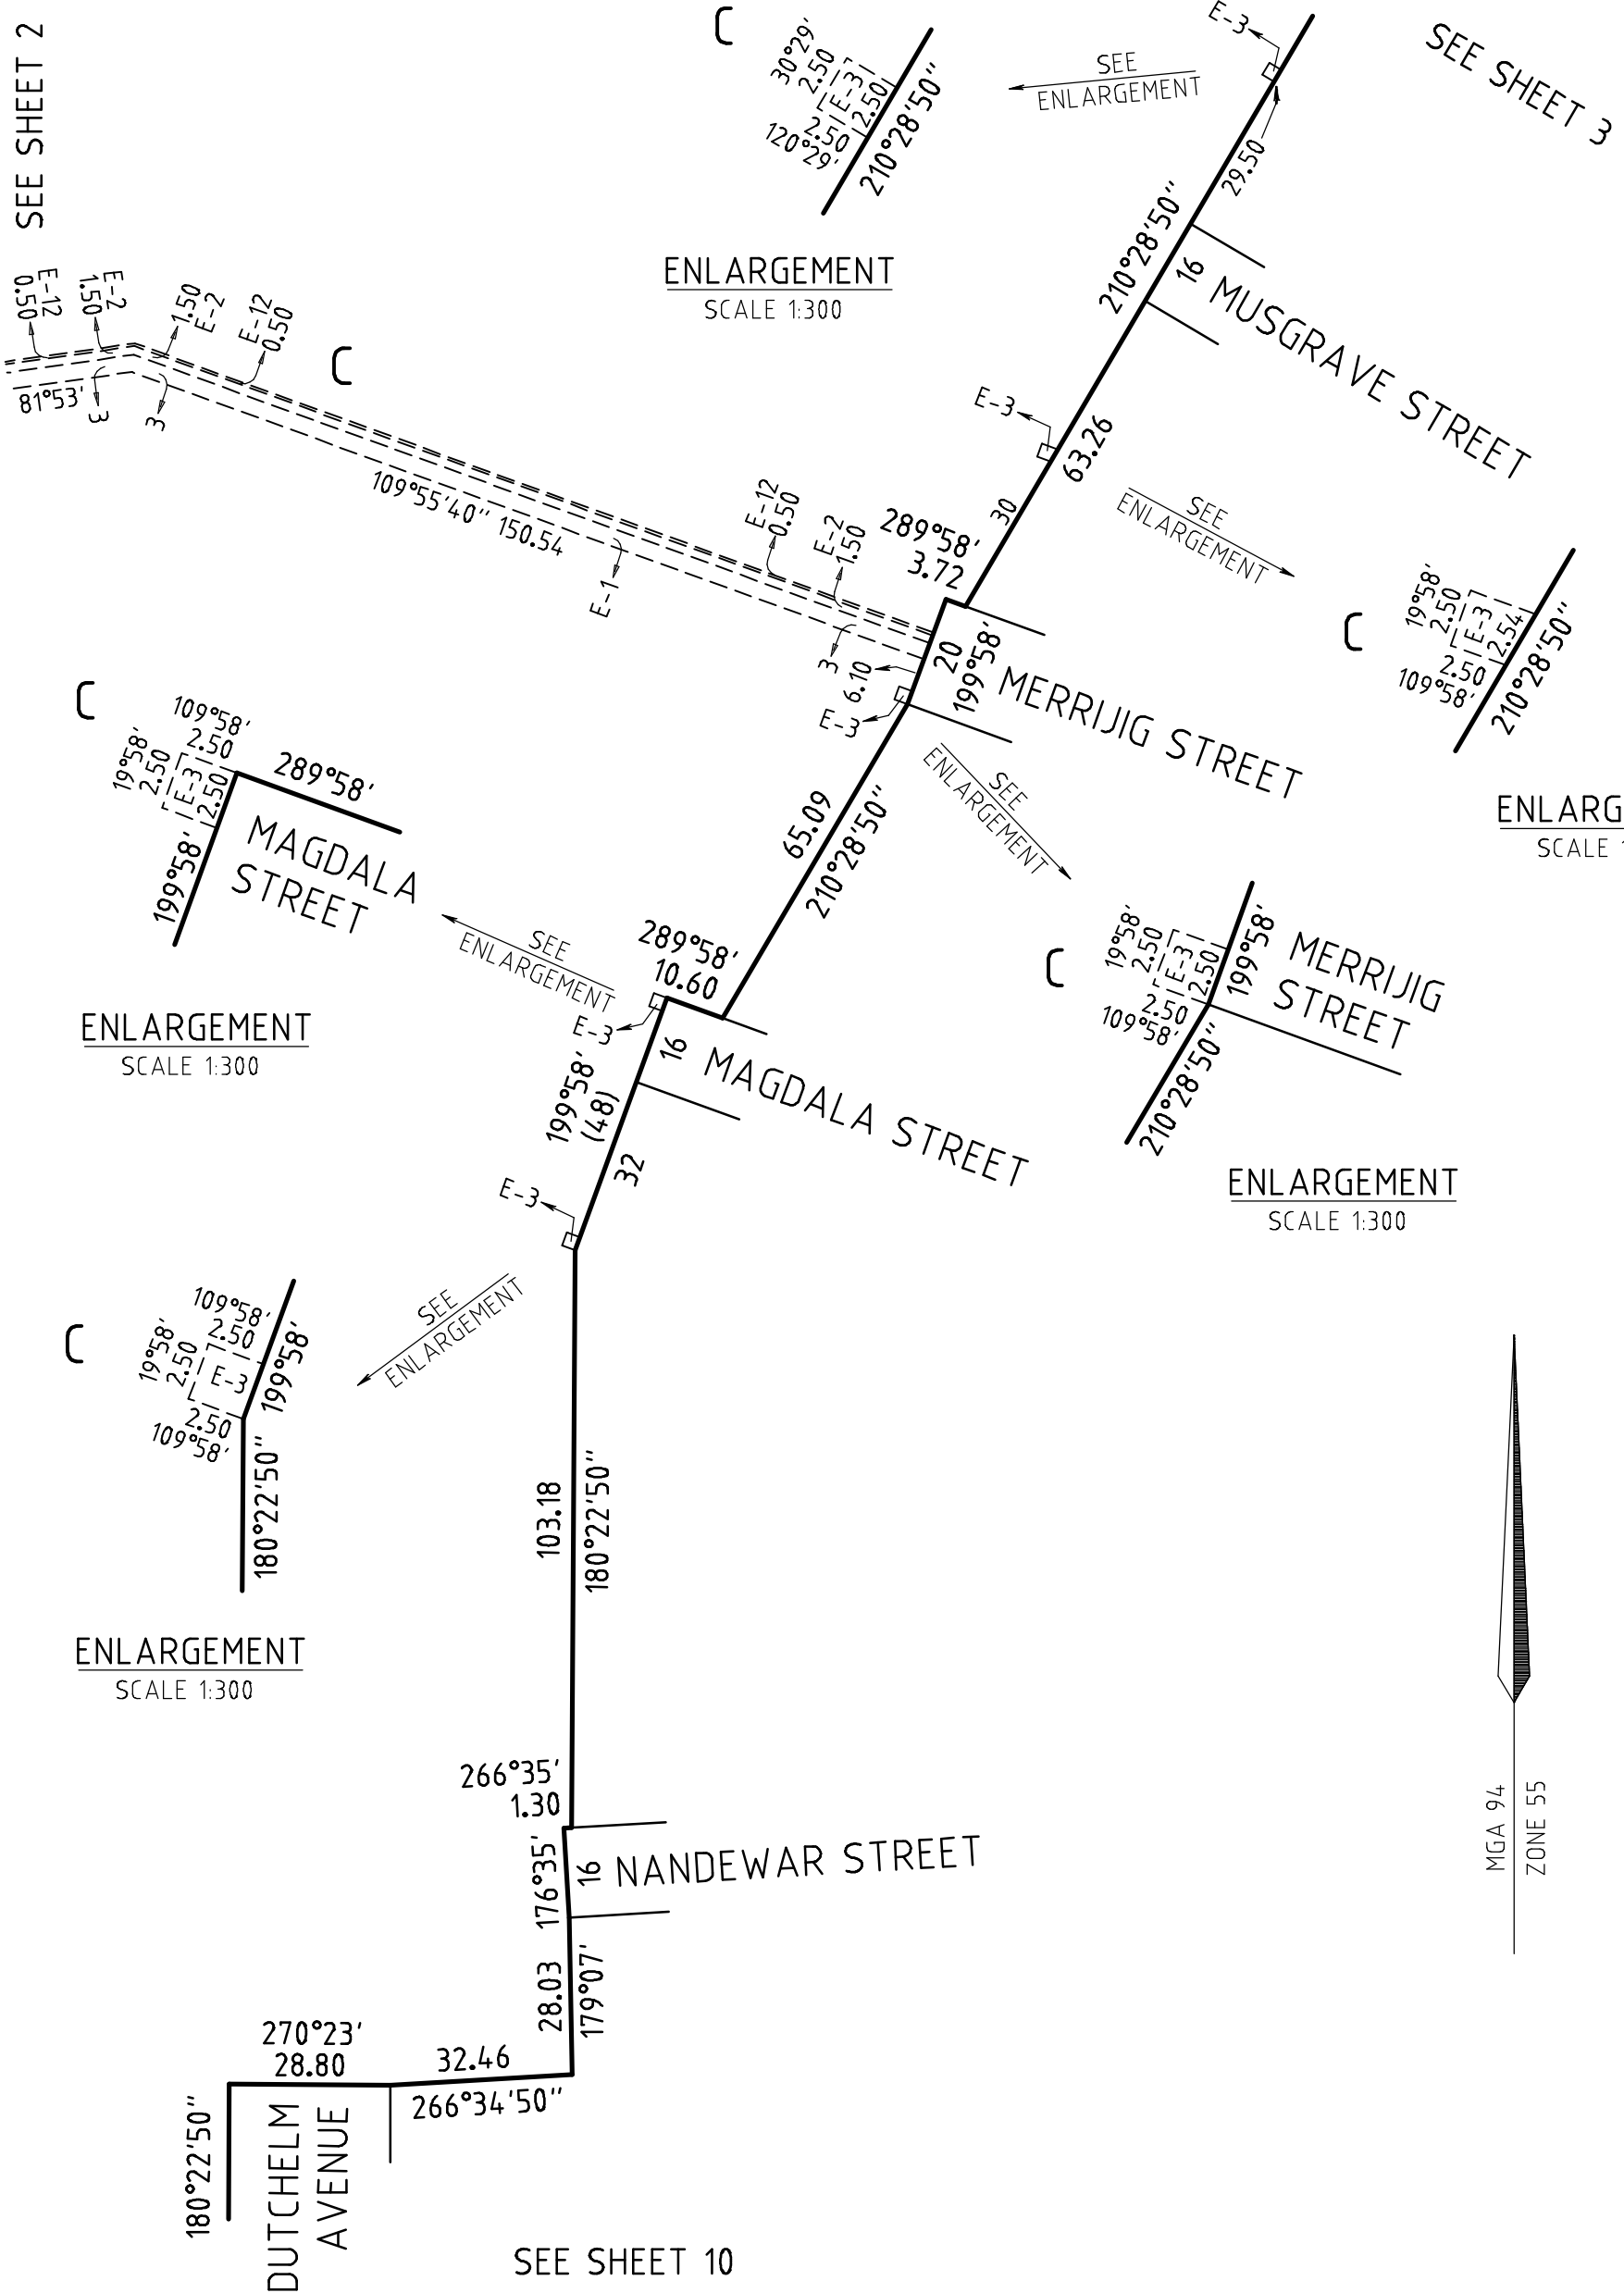 SEE SHEET 2
C
30°29'
2.50
E-3
2.50
2.50
120°29'
210°28'50"
ENLARGEMENT
SCALE 1:300
SEE
ENLARGEMENT
E-3
SEE SHEET 3
29.50
210°28'50"
16
MUSGRAVE STREET
E-12
0.50
E-2
1.50
1.50
E-2
E-12
0.50
C
81°53'
3
3
109°55'40" 150.54
E-1
E-12
0.50
E-2
1.50
3
6.10
E-3
63.26
30
289°58'
3.72
20
199°58'
MERRIJIG STREET
E-3
SEE
ENLARGEMENT
C
19°58'
2.50
E-3
2.54
2.50
109°58'
210°28'50"
ENLARG
SCALE 1
C
109°58'
2.50
19°58'
2.50
E-3
2.50
289°58'
199°58'
MAGDALA
STREET
ENLARGEMENT
SCALE 1:300
SEE
ENLARGEMENT
65.09
210°28'50"
SEE
ENLARGEMENT
C
19°58'
2.50
E-3
2.50
2.50
109°58'
199°58'
210°28'50"
MERRIJIG
STREET
ENLARGEMENT
SCALE 1:300
289°58'
10.60
E-3
16
MAGDALA STREET
199°58'
(48)
32
E-3
SEE
ENLARGEMENT
C
109°58'
2.50
19°58'
2.50
E-3
2.50
109°58'
199°58'
180°22'50"
ENLARGEMENT
SCALE 1:300
103.18
180°22'50"
266°35'
1.30
176°35'
16
NANDEWAR STREET
28.03
179°07'
270°23'
28.80
32.46
266°34'50"
180°22'50"
DUTCHELM
AVENUE
SEE SHEET 10
MGA 94
ZONE 55